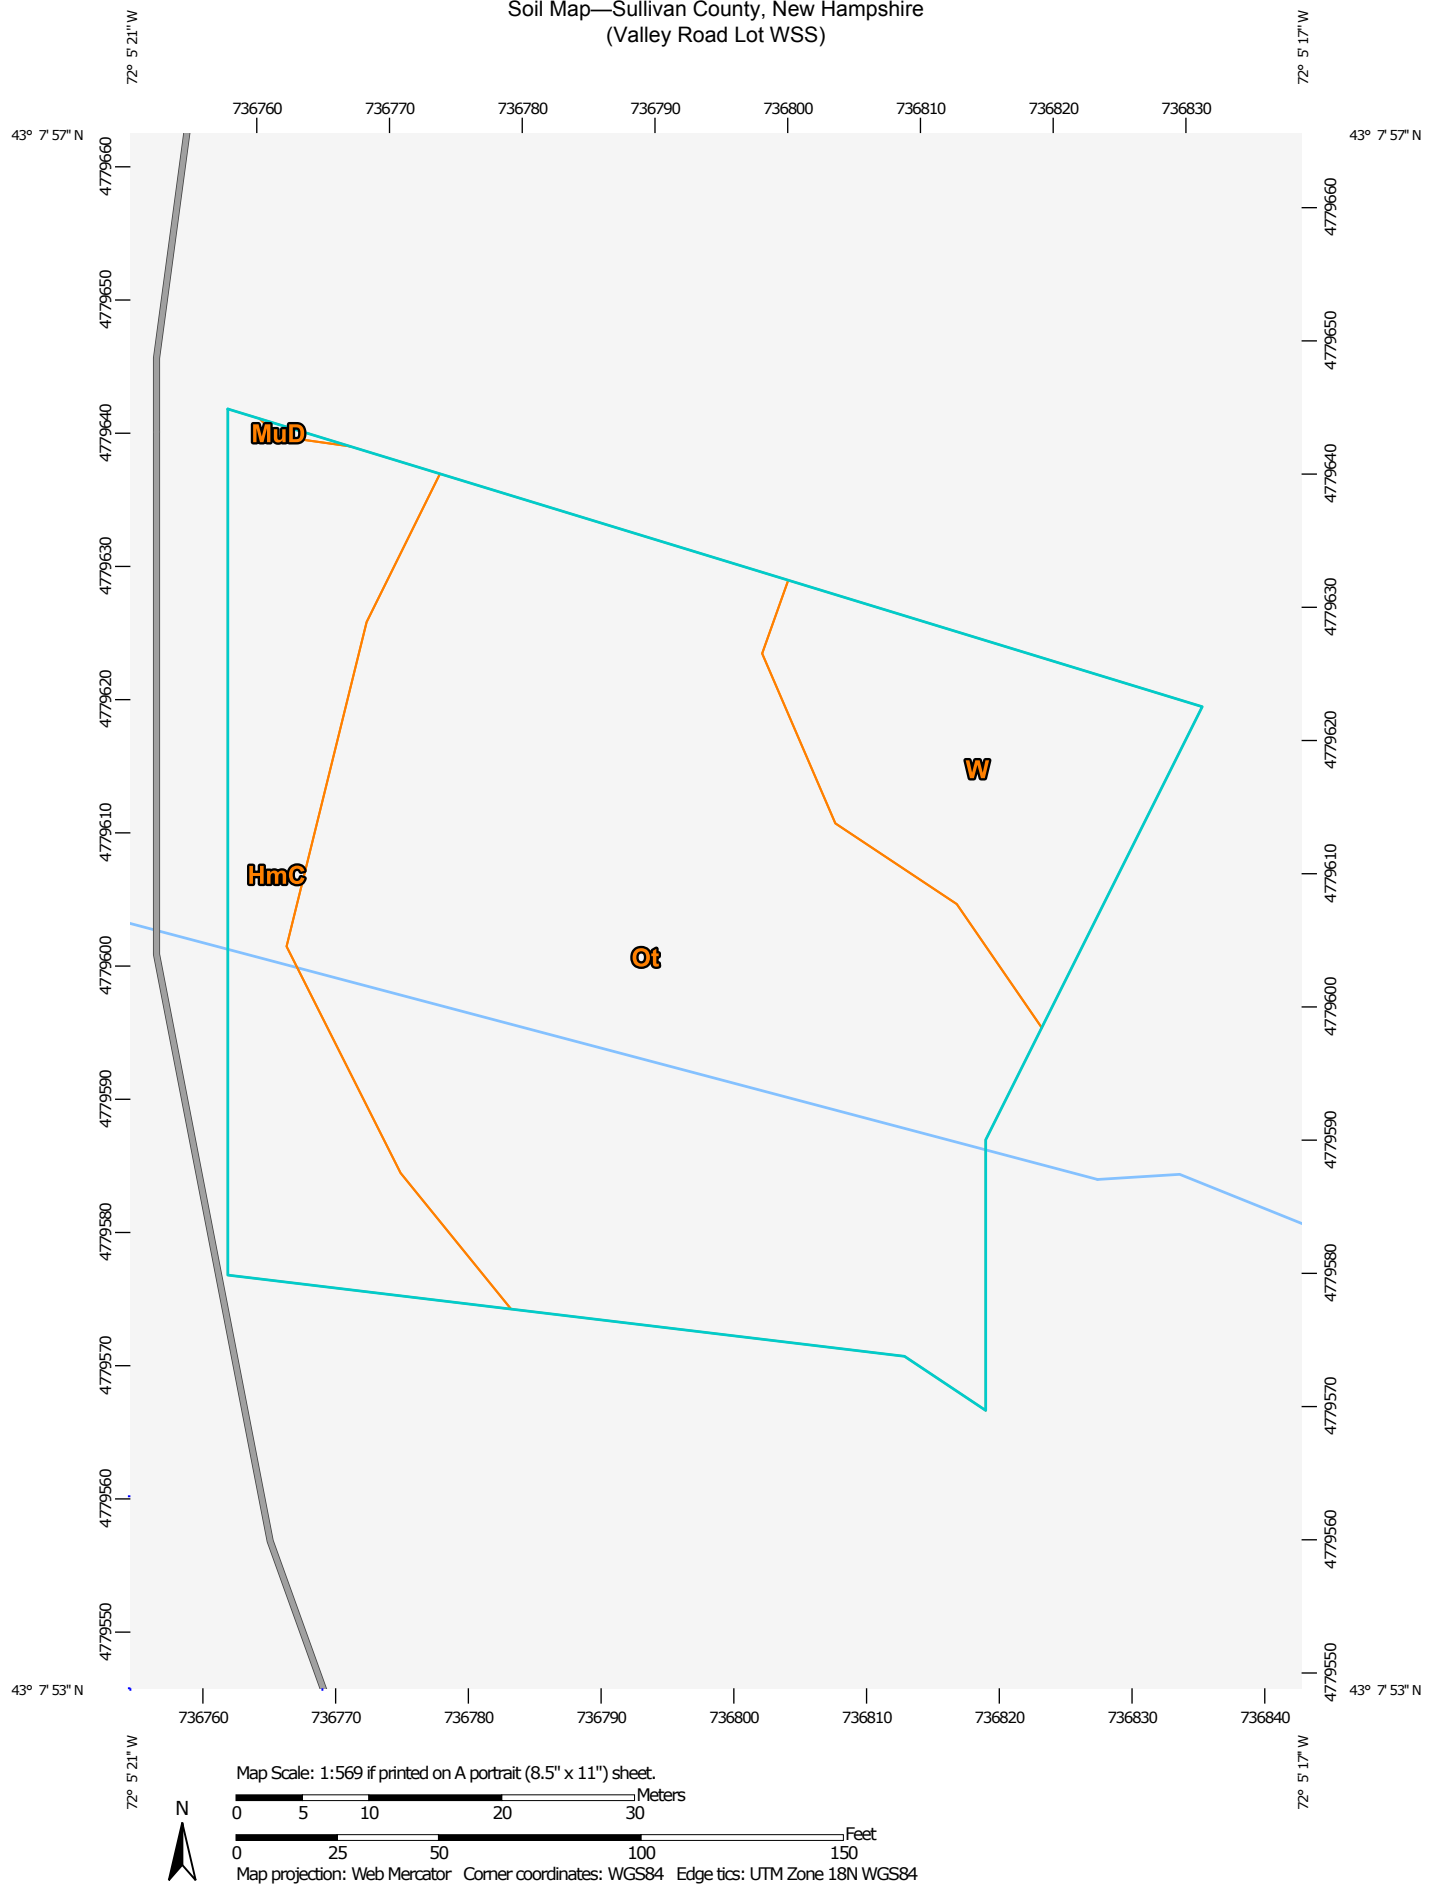 Soil Map—Sullivan County, New Hampshire
(Valley Road Lot WSS)
72° 5' 21'' W
72° 5' 17'' W
736760 736770 736780 736790 736800 736810 736820 736830
43° 7' 57'' N
43° 7' 57'' N
4779660
4779660
4779650
4779650
4779640
MuD
4779640
4779630
4779630
4779620
4779620
W
4779610
4779610
HmC
Ot
4779600
4779600
4779590
4779590
4779580
4779580
4779570
4779570
4779560
4779560
4779550
4779550
43° 7' 53'' N
43° 7' 53'' N
736760 736770 736780 736790 736800 736810 736820 736830 736840
72° 5' 21'' W
72° 5' 17'' W
Map Scale: 1:569 if printed on A portrait (8.5" x 11") sheet.
Meters
0 5 10 20 30
N
Feet
0 25 50 100 150
Map projection: Web Mercator Corner coordinates: WGS84 Edge tics: UTM Zone 18N WGS84